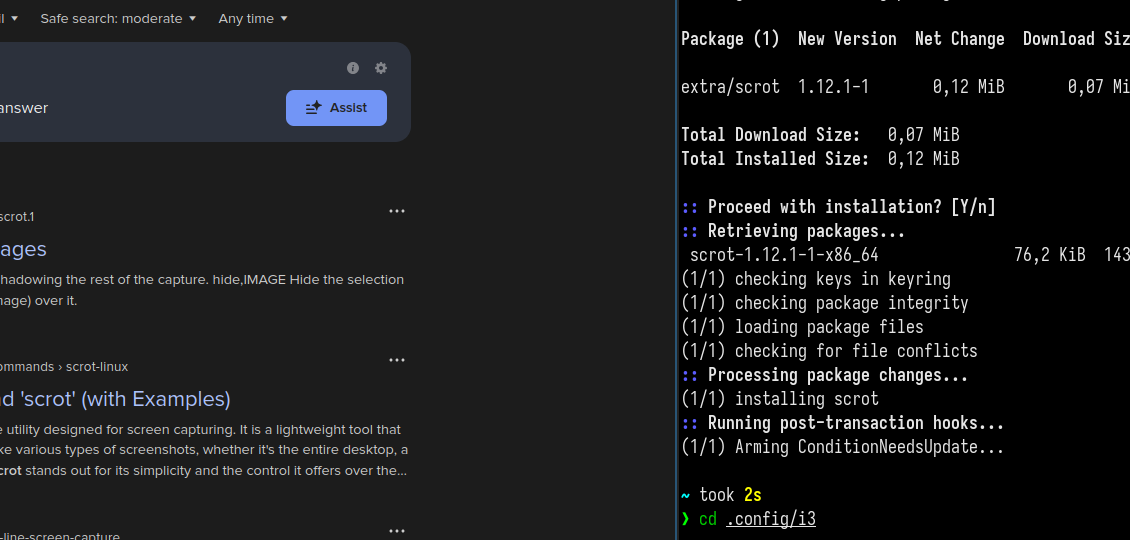 Safe search: moderate ▼ Any time ▼
answer
Assist
scrot.1
ages
hadowing the rest of the capture. hide,IMAGE Hide the selection
nage) over it.
ommands › scrot-linux
nd 'scrot' (with Examples)
e utility designed for screen capturing. It is a lightweight tool that
ke various types of screenshots, whether it's the entire desktop, a
crot stands out for its simplicity and the control it offers over the...
-line-screen-capture
Package (1) New Version Net Change Download Siz
extra/scrot 1.12.1-1 0,12 MiB 0,07 Mi
Total Download Size: 0,07 MiB
Total Installed Size: 0,12 MiB
:: Proceed with installation? [Y/n]
:: Retrieving packages...
scrot-1.12.1-1-x86_64 76,2 KiB 143
(1/1) checking keys in keyring
(1/1) checking package integrity
(1/1) loading package files
(1/1) checking for file conflicts
:: Processing package changes...
(1/1) installing scrot
:: Running post-transaction hooks...
(1/1) Arming ConditionNeedsUpdate...
~ took 2s
❯ cd .config/i3